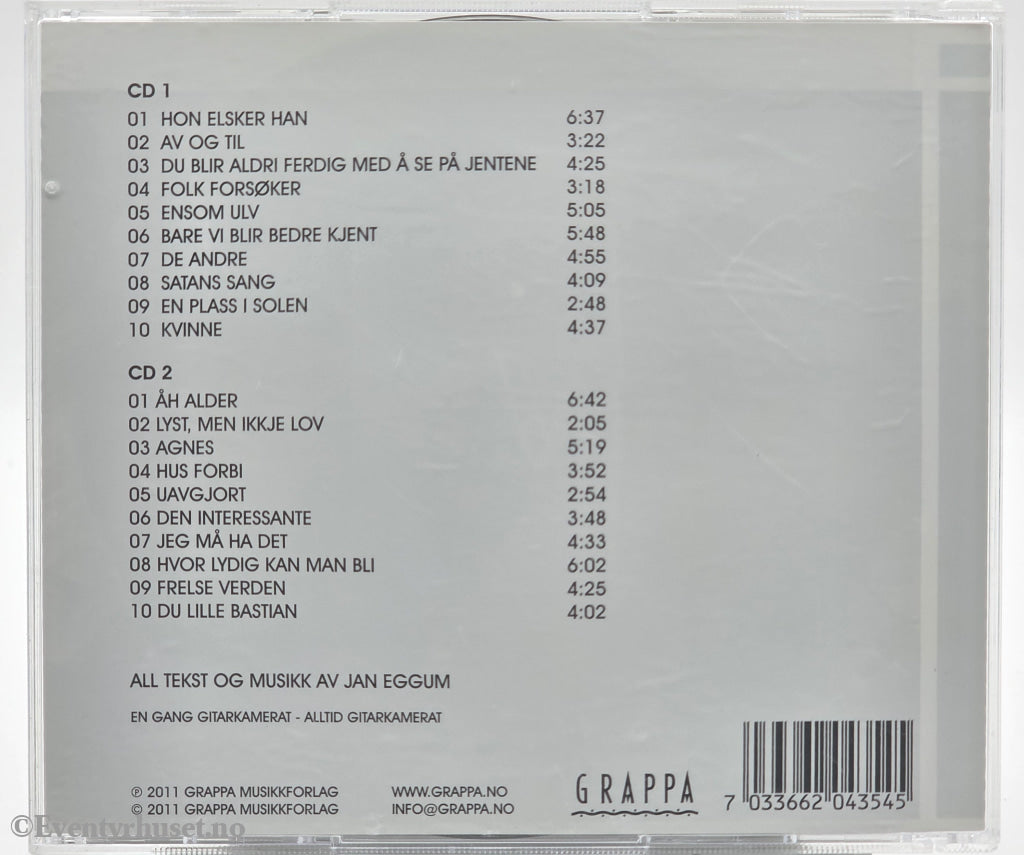 CD 1
01 HON ELSKER HAN 6:37
02 AV OG TIL 3:22
03 DU BLIR ALDRI FERDIG MED Å SE PÅ JENTENE 4:25
04 FOLK FORSØKER 3:18
05 ENSOM ULV 5:05
06 BARE VI BLIR BEDRE KJENT 5:48
07 DE ANDRE 4:55
08 SATANS SANG 4:09
09 EN PLASS I SOLEN 2:48
10 KVINNE 4:37
CD 2
01 ÅH ALDER 6:42
02 LYST, MEN IKKJE LOV 2:05
03 AGNES 5:19
04 HUS FORBI 3:52
05 UAVGJORT 2:54
06 DEN INTERESSANTE 3:48
07 JEG MÅ HA DET 4:33
08 HVOR LYDIG KAN MAN BLI 6:02
09 FRELSE VERDEN 4:25
10 DU LILLE BASTIAN 4:02
ALL TEKST OG MUSIKK AV JAN EGGUM
EN GANG GITARKAMERAT - ALLTID GITARKAMERAT
℗ 2011 GRAPPA MUSIKKFORLAG WWW.GRAPPA.NO
© 2011 GRAPPA MUSIKKFORLAG INFO@GRAPPA.NO
GRAPPA
7 033662 043545
©Eventyrhuset.no